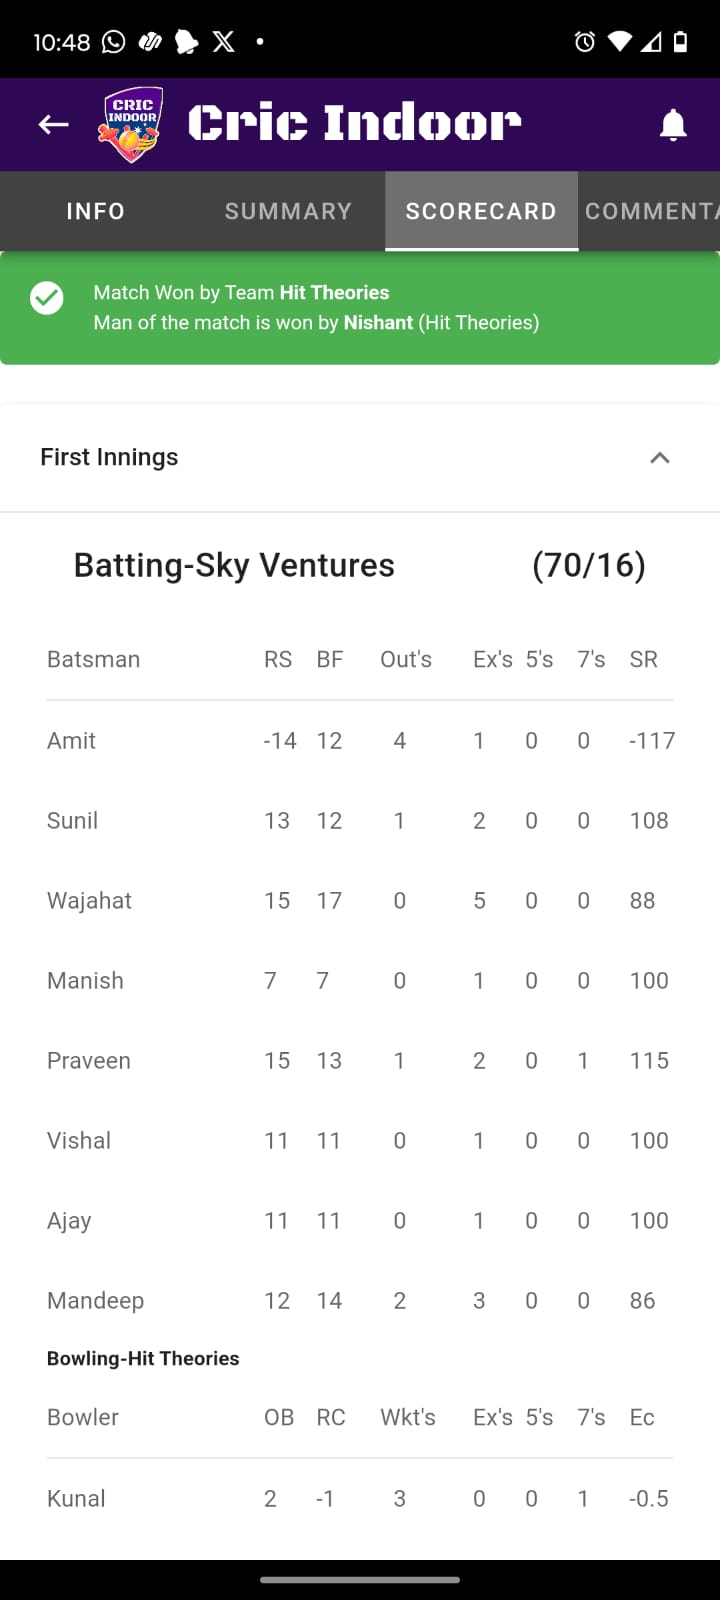 10:48
CRIC
INDOOR
Cric Indoor
INFO SUMMARY SCORECARD COMMENTA
Match Won by Team Hit Theories
Man of the match is won by Nishant (Hit Theories)
First Innings
Batting-Sky Ventures (70/16)
Batsman RS BF Out's Ex's 5's 7's SR
Amit -14 12 4 1 0 0 -117
Sunil 13 12 1 2 0 0 108
Wajahat 15 17 0 5 0 0 88
Manish 7 7 0 1 0 0 100
Praveen 15 13 1 2 0 1 115
Vishal 11 11 0 1 0 0 100
Ajay 11 11 0 1 0 0 100
Mandeep 12 14 2 3 0 0 86
Bowling-Hit Theories
Bowler OB RC Wkt's Ex's 5's 7's Ec
Kunal 2 -1 3 0 0 1 -0.5